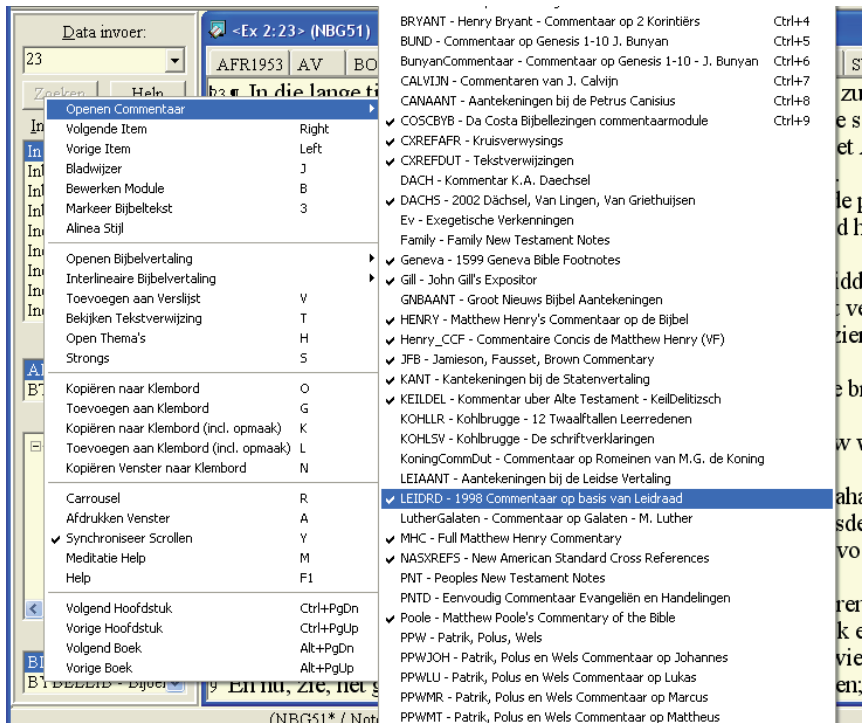 Data invoer:
23
Zoeken
Help
<Ex 2:23> (NBG51)
AFR1953
AV
BO
In die lange ti
Openen Commentaar
Volgende Item Right
Vorige Item Left
Bladwijzer J
Bewerken Module B
Markeer Bijbeltekst 3
Alinea Stijl
Openen Bijbelvertaling
Interlineaire Bijbelvertaling
Toevoegen aan Verslijst V
Bekijken Tekstverwijzing T
Open Thema's H
Strongs S
Kopiëren naar Klembord O
Toevoegen aan Klembord G
Kopiëren naar Klembord (incl. opmaak) K
Toevoegen aan Klembord (incl. opmaak) L
Kopiëren Venster naar Klembord N
Carrousel R
Afdrukken Venster A
Synchroniseer Scrollen Y
Meditatie Help M
Help F1
Volgend Hoofdstuk Ctrl+PgDn
Vorige Hoofdstuk Ctrl+PgUp
Volgend Boek Alt+PgDn
Vorige Boek Alt+PgUp
BRYANT - Henry Bryant - Commentaar op 2 Korintiërs Ctrl+4
BUND - Commentaar op Genesis 1-10 J. Bunyan Ctrl+5
BunyanCommentaar - Commentaar op Genesis 1-10 - J. Bunyan Ctrl+6
CALVIJN - Commentaren van J. Calvijn Ctrl+7
CANAANT - Aantekeningen bij de Petrus Canisius Ctrl+8
COSCBYB - Da Costa Bijbellezingen commentaarmodule Ctrl+9
CXREFAFR - Kruisverwysings
CXREFDUT - Tekstverwijzingen
DACH - Kommentar K.A. Daechsel
DACHS - 2002 Dächsel, Van Lingen, Van Griethuijsen
Ev - Exegetische Verkenningen
Family - Family New Testament Notes
Geneva - 1599 Geneva Bible Footnotes
Gill - John Gill's Expositor
GNBAANT - Groot Nieuws Bijbel Aantekeningen
HENRY - Matthew Henry's Commentaar op de Bijbel
Henry_CCF - Commentaire Concis de Matthew Henry (VF)
JFB - Jamieson, Fausset, Brown Commentary
KANT - Kantekeningen bij de Statenvertaling
KEILDEL - Kommentar uber Alte Testament - KeilDelitizsch
KOHLLR - Kohlbrugge - 12 Twaalftallen Leerredenen
KOHLSV - Kohlbrugge - De schriftverklaringen
KoningCommDut - Commentaar op Romeinen van M.G. de Koning
LEIAANT - Aantekeningen bij de Leidse Vertaling
LEIDRD - 1998 Commentaar op basis van Leidraad
LutherGalaten - Commentaar op Galaten - M. Luther
MHC - Full Matthew Henry Commentary
NASXREFS - New American Standard Cross References
PNT - Peoples New Testament Notes
PNTD - Eenvoudig Commentaar Evangeliën en Handelingen
Poole - Matthew Poole's Commentary of the Bible
PPW - Patrik, Polus, Wels
PPWJOH - Patrik, Polus en Wels Commentaar op Johannes
PPWLU - Patrik, Polus en Wels Commentaar op Lukas
PPWMR - Patrik, Polus en Wels Commentaar op Marcus
PPWMT - Patrik, Polus en Wels Commentaar op Mattheus
9 En nu, zie, het